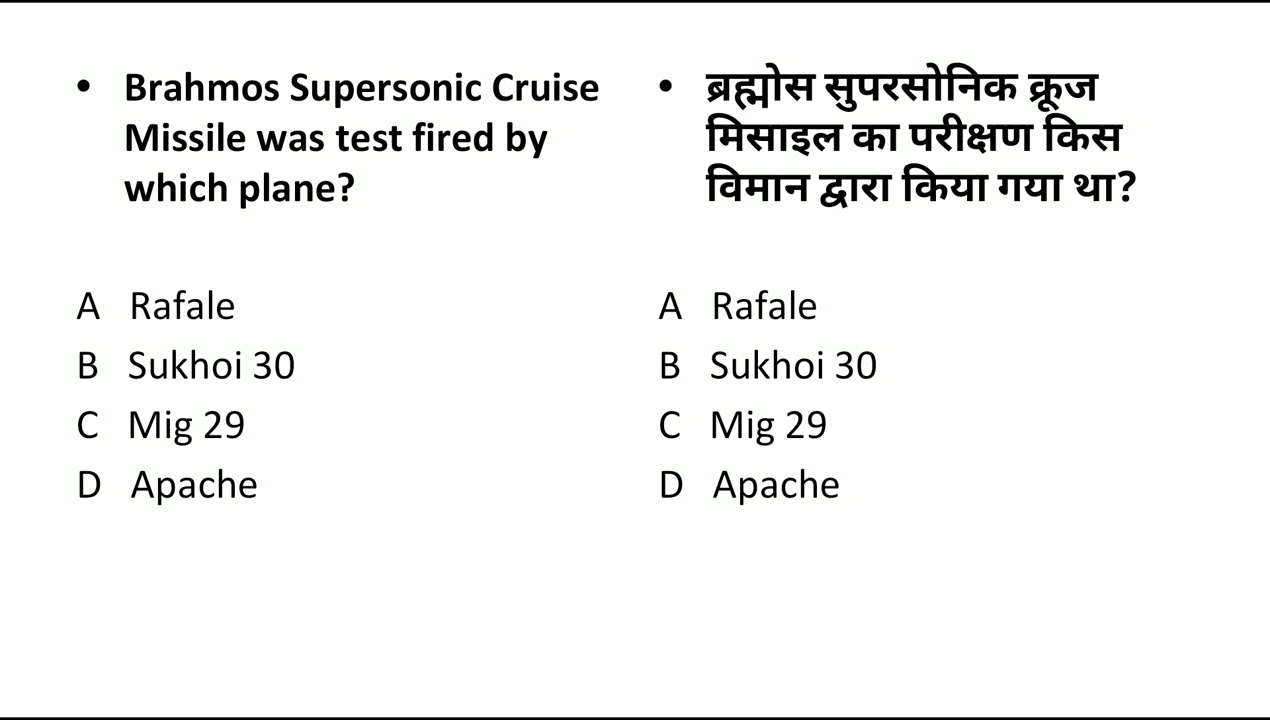 • Brahmos Supersonic Cruise
Missile was test fired by
which plane?
A Rafale
B Sukhoi 30
C Mig 29
D Apache
• ब्रह्मोस सुपरसोनिक क्रूज
मिसाइल का परीक्षण किस
विमान द्वारा किया गया था?
A Rafale
B Sukhoi 30
C Mig 29
D Apache